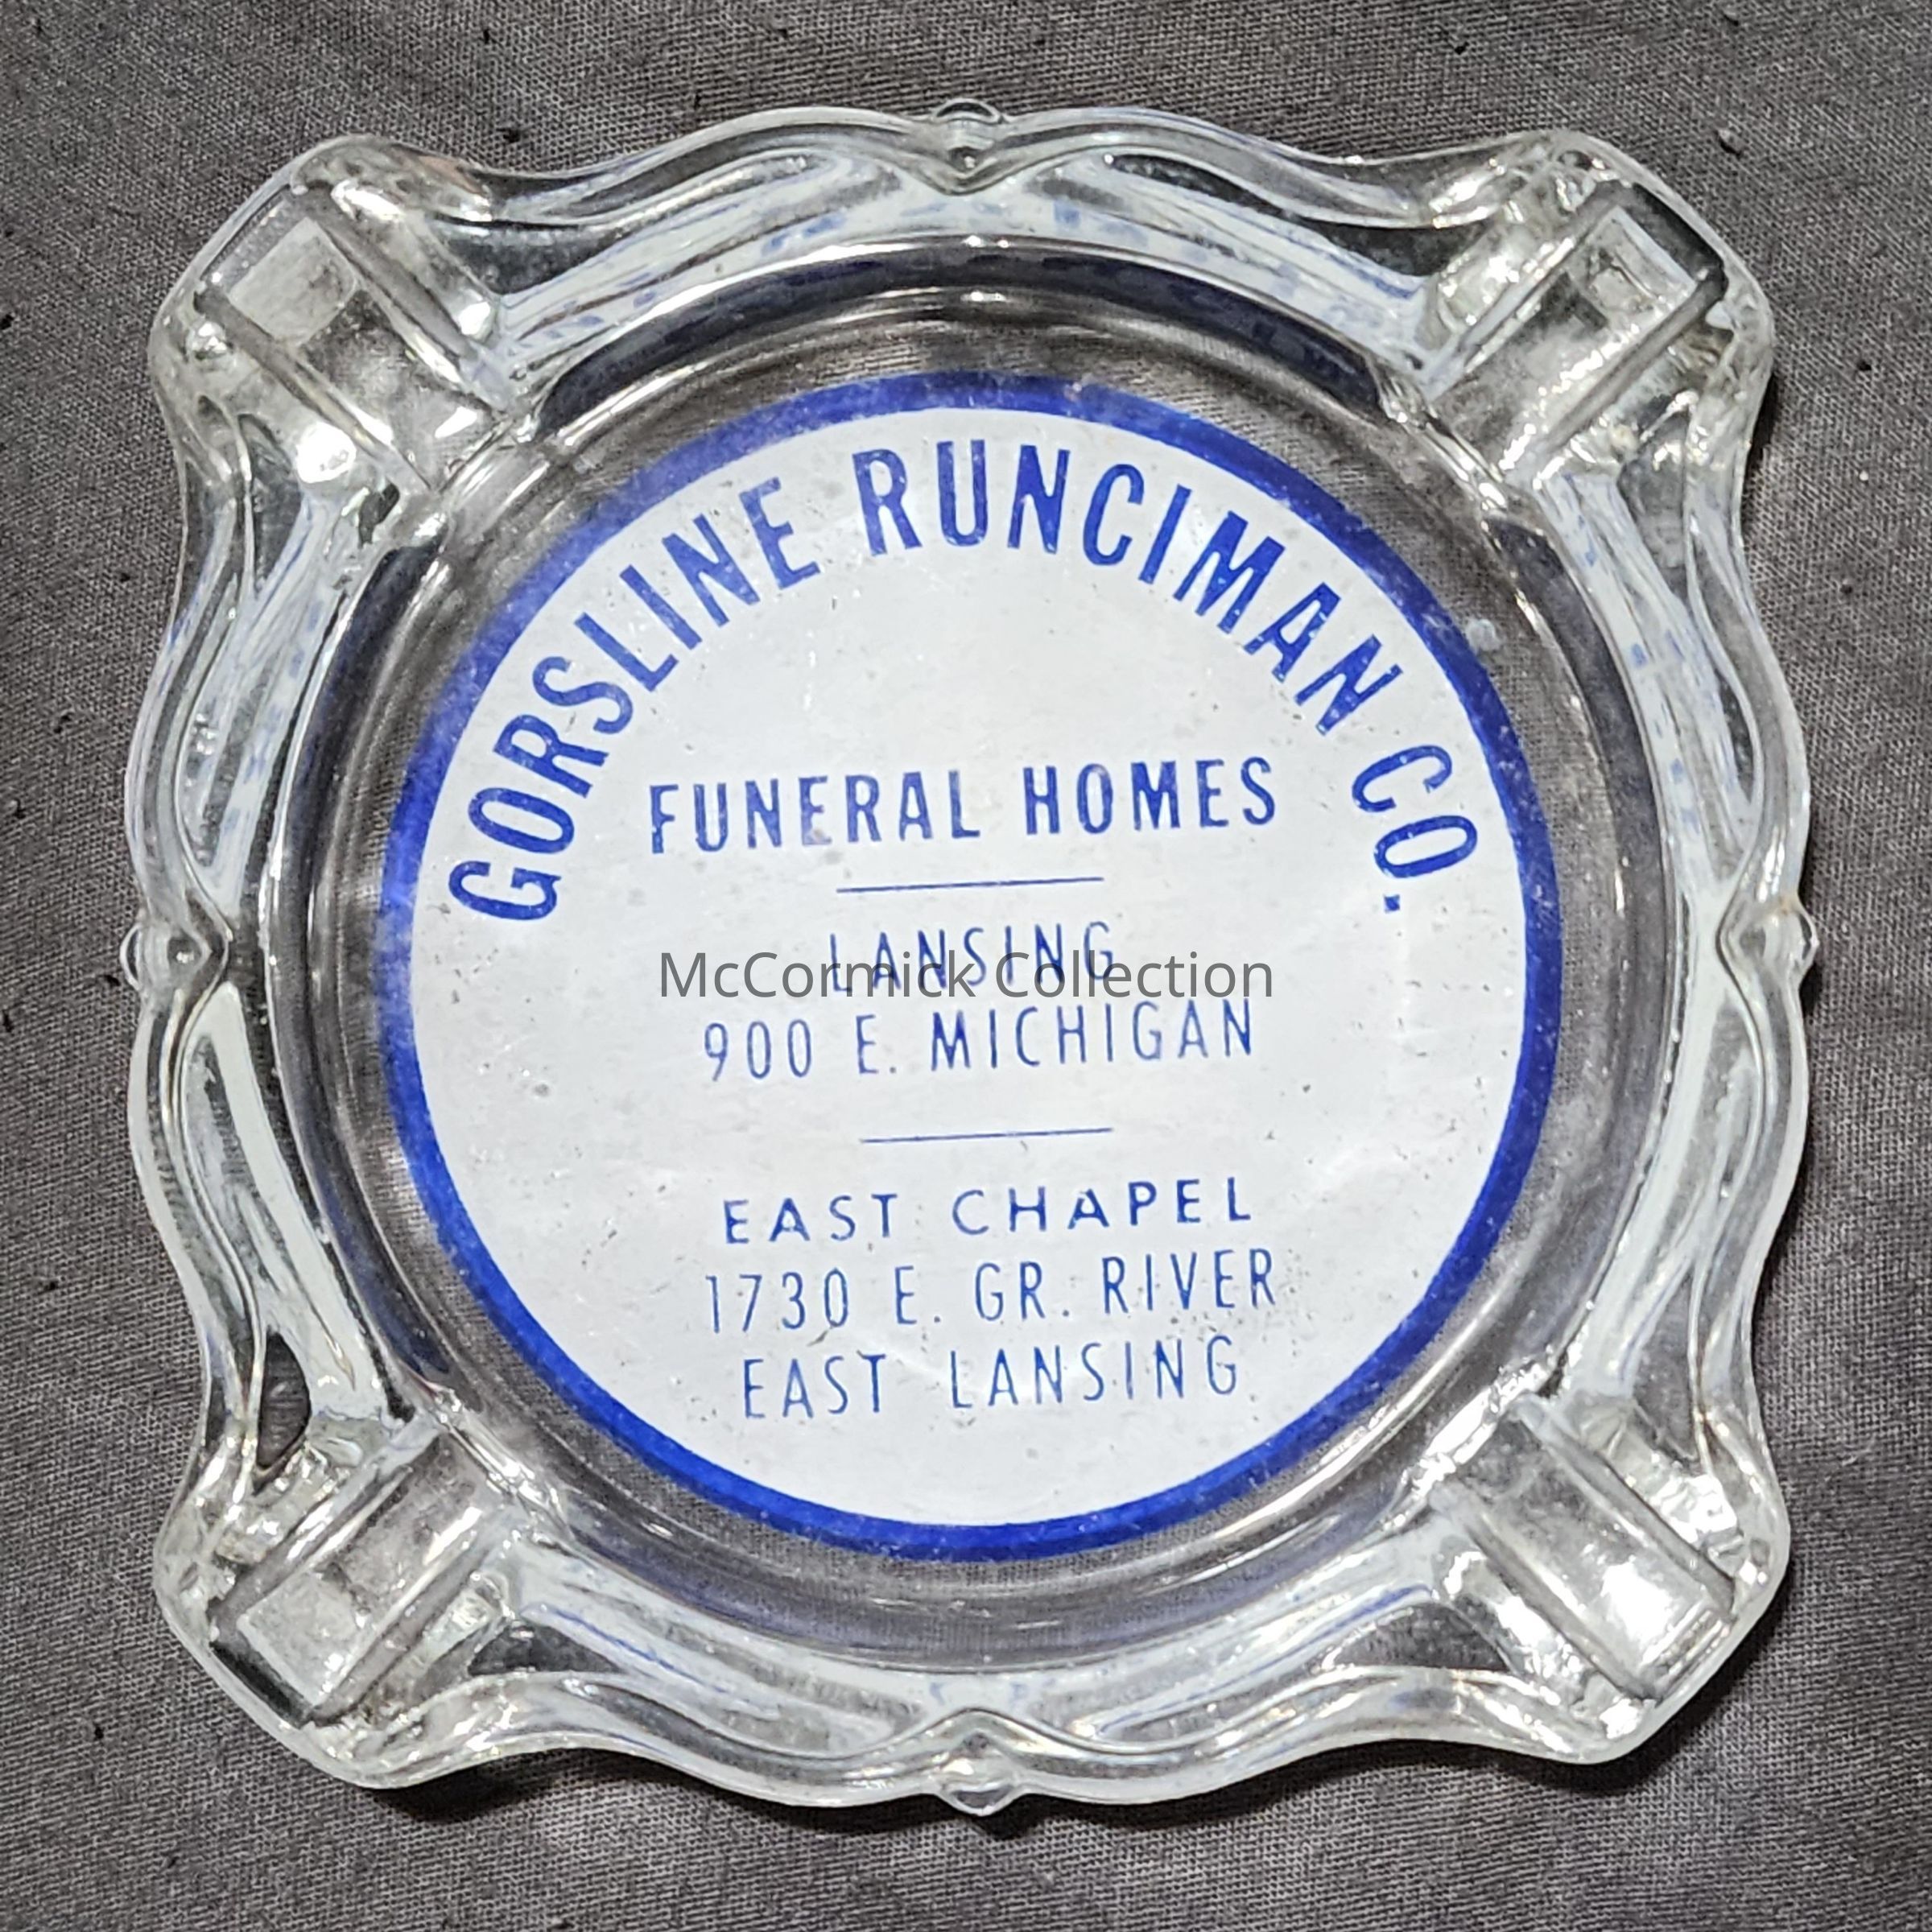 GORSLINE RUNCIMAN CO.
FUNERAL HOMES
LANSING
McCormick Collection
900 E. MICHIGAN
EAST CHAPEL
1730 E. GR. RIVER
EAST LANSING